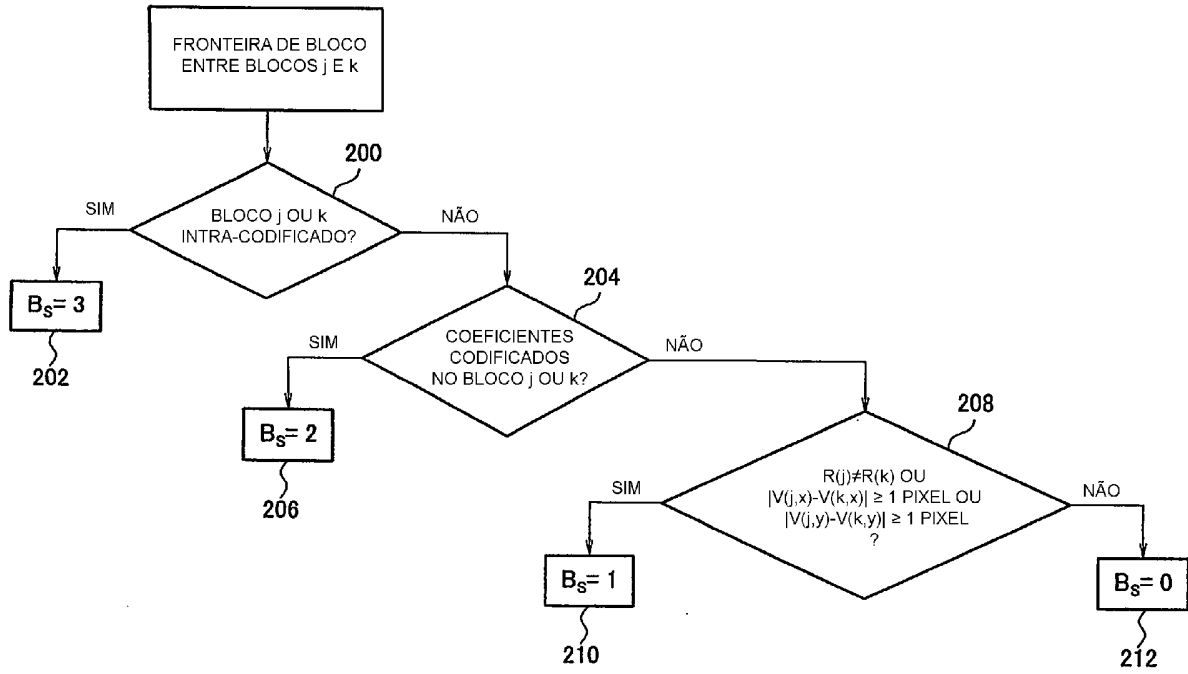 FRONTEIRA DE BLOCO
ENTRE BLOCOS j E k
200
SIM
BLOCO j OU k
INTRA-CODIFICADO?
NÃO
B_S= 3
202
204
SIM
COEFICIENTES
CODIFICADOS
NO BLOCO j OU k?
NÃO
B_S= 2
206
208
SIM
R(j)≠R(k) OU
|V(j,x)-V(k,x)| ≥ 1 PIXEL OU
|V(j,y)-V(k,y)| ≥ 1 PIXEL
?
NÃO
B_S= 1
210
B_S= 0
212